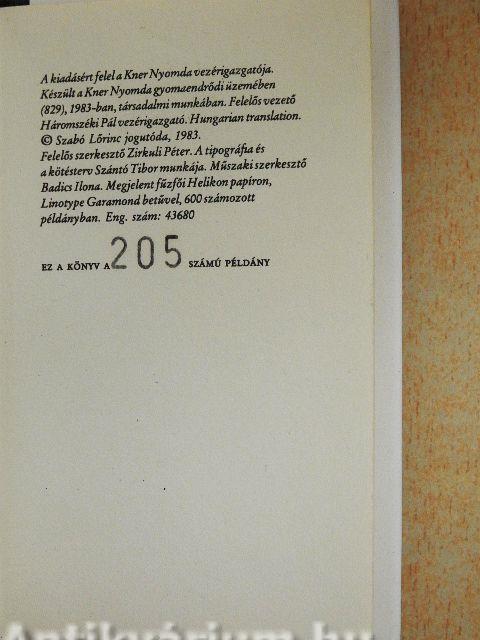 A kiadásért felel a Kner Nyomda vezérigazgatója.
Készült a Kner Nyomda gyomaendrődi üzemében
(829), 1983-ban, társadalmi munkában. Felelős vezető
Háromszéki Pál vezérigazgató. Hungarian translation.
© Szabó Lőrinc jogutóda, 1983.
Felelős szerkesztő Zirkuli Péter. A tipográfia és
a kötésterv Szántó Tibor munkája. Műszaki szerkesztő
Badics Ilona. Megjelent fűzfői Helikon papíron,
Linotype Garamond betűvel, 600 számozott
példányban. Eng. szám: 43680
EZ A KÖNYV A 205 SZÁMÚ PÉLDÁNY
Antikvárium.hu